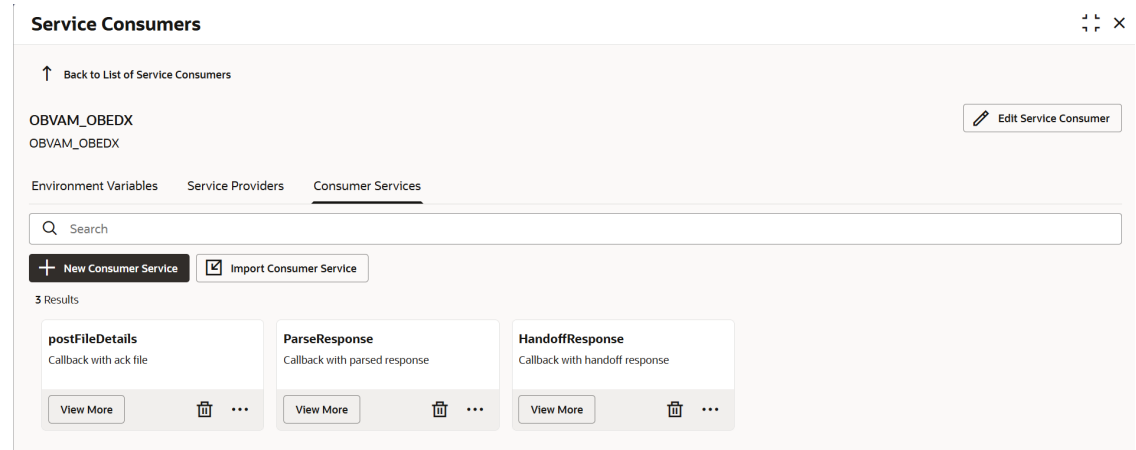 Service Consumers
Back to List of Service Consumers
OBVAM_OBEDX
Edit Service Consumer
OBVAM_OBEDX
Environment Variables Service Providers Consumer Services
Search
New Consumer Service Import Consumer Service
3 Results
postFileDetails ParseResponse HandoffResponse
Callback with ack file Callback with parsed response Callback with handoff response
View More View More View More